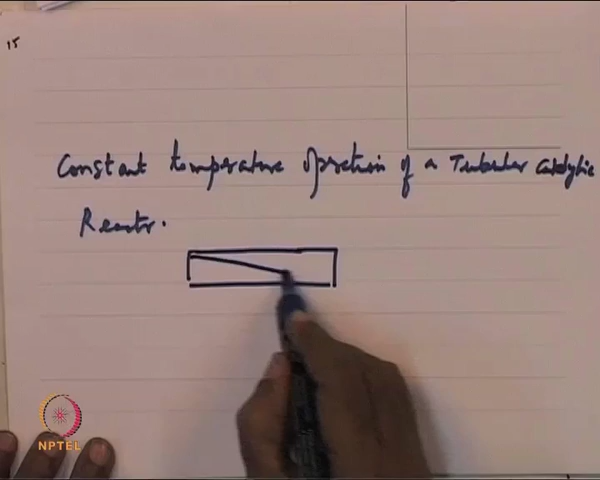 15
Constant temperature operation of a Tubular Catalytic
Reactor.
NPTEL